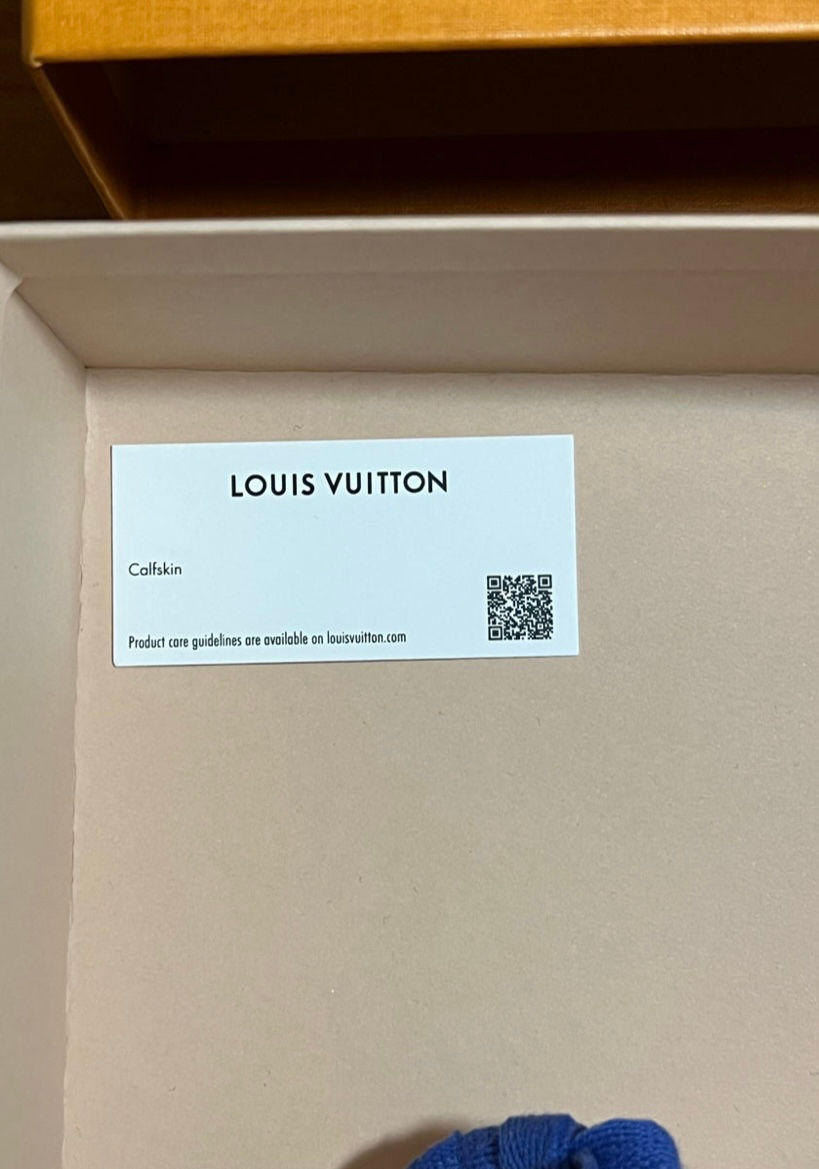 LOUIS VUITTON
Calfskin
Product care guidelines are available on louisvuitton.com